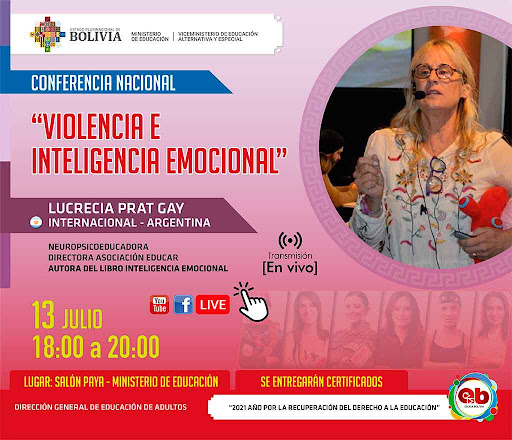 ESTADO PLURINACIONAL DE
BOLIVIA
MINISTERIO
DE EDUCACIÓN
VICEMINISTERIO DE EDUCACIÓN
ALTERNATIVA Y ESPECIAL
CONFERENCIA NACIONAL
“VIOLENCIA E
INTELIGENCIA EMOCIONAL”
LUCRECIA PRAT GAY
INTERNACIONAL - ARGENTINA
NEUROPSICOEDUCADORA
DIRECTORA ASOCIACIÓN EDUCAR
AUTORA DEL LIBRO INTELIGENCIA EMOCIONAL
Transmisión
[En vivo]
13 JULIO
18:00 a 20:00
You
Tube
f
LIVE
LUGAR: SALÓN PAYA - MINISTERIO DE EDUCACIÓN
SE ENTREGARÁN CERTIFICADOS
DIRECCIÓN GENERAL DE EDUCACIÓN DE ADULTOS
"2021 AÑO POR LA RECUPERACIÓN DEL DERECHO A LA EDUCACIÓN"